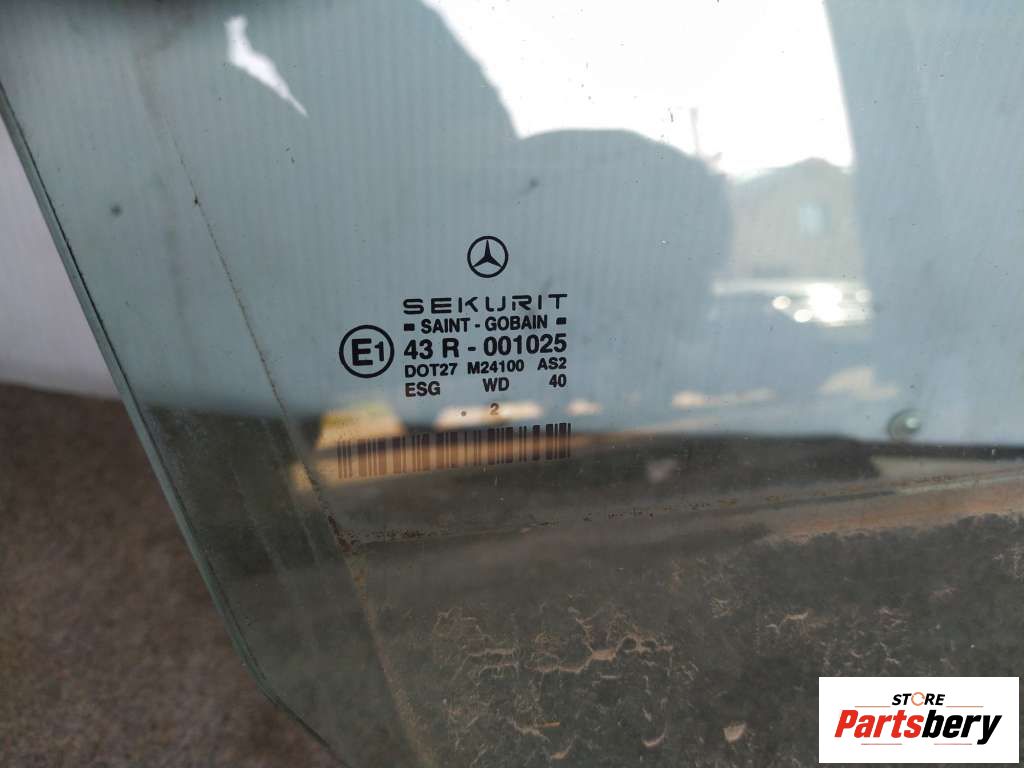 SEKURIT
SAINT - GOBAIN
E1
43 R - 001025
DOT27 M24100 AS2
ESG WD 40
. 2
STORE
Partsbery